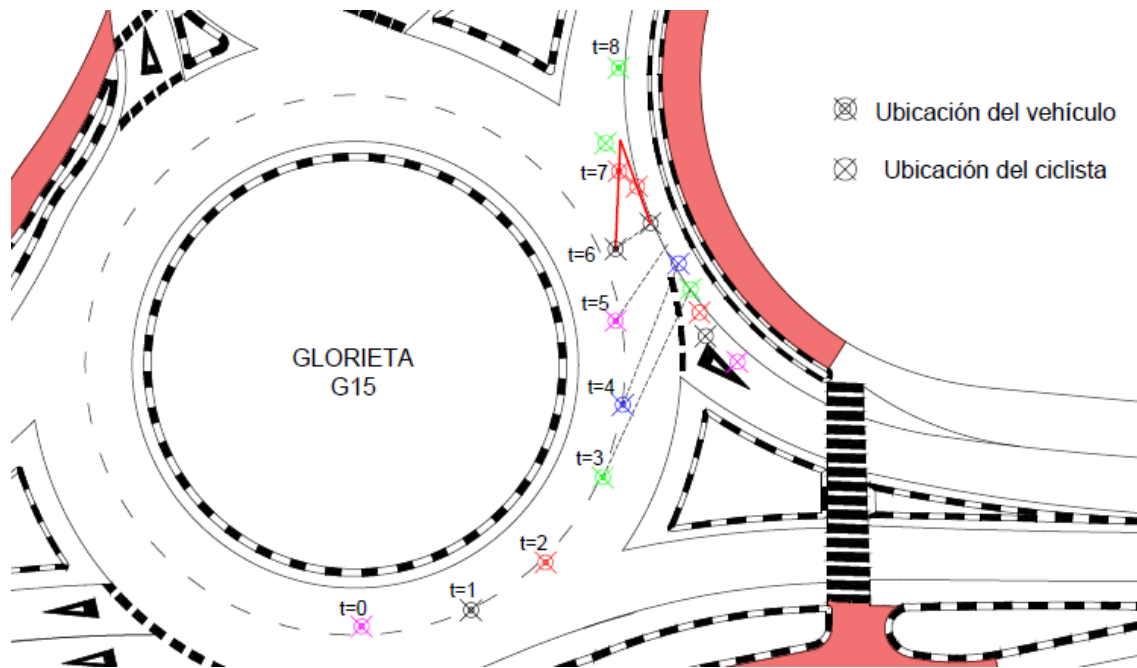 t=8
Ubicación del vehículo
t=7
Ubicación del ciclista
t=6
t=5
GLORIETA
G15
t=4
t=3
t=2
t=1
t=0